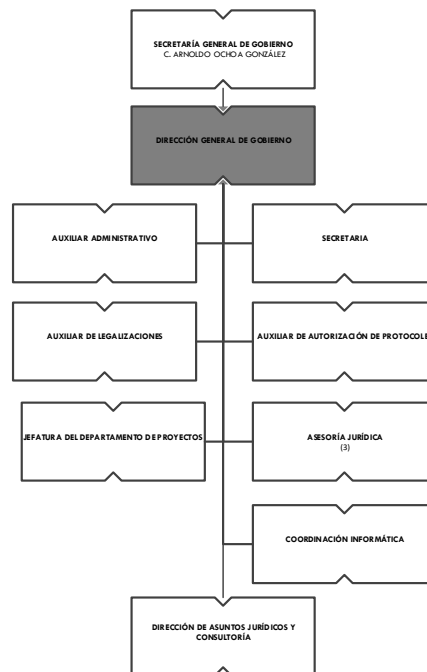 SECRETARÍA GENERAL DE GOBIERNO
C. ARNOLDO OCHOA GONZÁLEZ
DIRECCIÓN GENERAL DE GOBIERNO
AUXILIAR ADMINISTRATIVO
SECRETARIA
AUXILIAR DE LEGALIZACIONES
AUXILIAR DE AUTORIZACIÓN DE PROTOCOLE
JEFATURA DEL DEPARTAMENTO DE PROYECTOS
ASESORÍA JURÍDICA
(3)
COORDINACIÓN INFORMÁTICA
DIRECCIÓN DE ASUNTOS JURÍDICOS Y
CONSULTORÍA